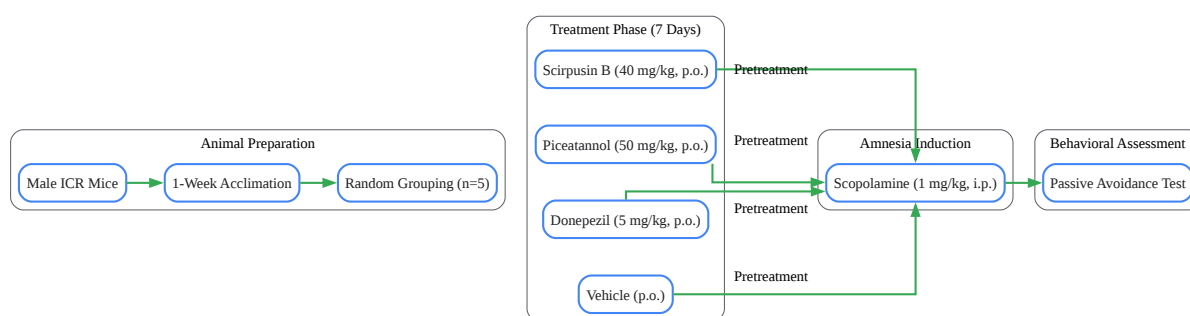 Animal Preparation
Male ICR Mice
1-Week Acclimation
Random Grouping (n=5)
Treatment Phase (7 Days)
Scirpusin B (40 mg/kg, p.o.)
Pretreatment
Piceatannol (50 mg/kg, p.o.)
Pretreatment
Donepezil (5 mg/kg, p.o.)
Pretreatment
Vehicle (p.o.)
Pretreatment
Amnesia Induction
Scopolamine (1 mg/kg, i.p.)
Behavioral Assessment
Passive Avoidance Test